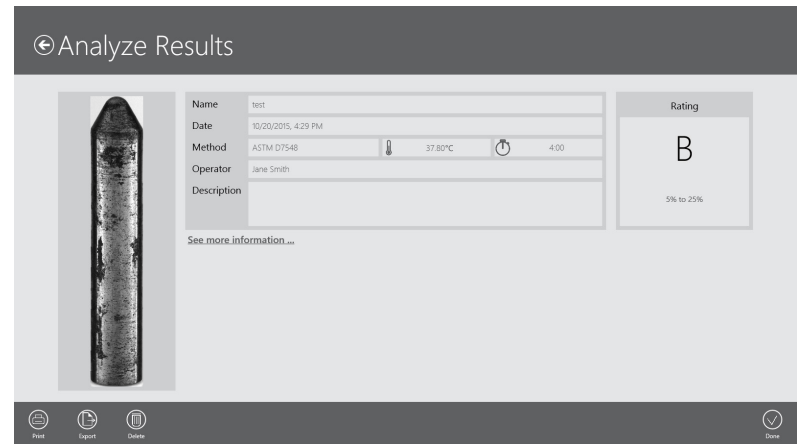 Analyze Results
Name test
Date 10/20/2015, 4:29 PM
Method ASTM D7548 37.80°C 4:00
Operator Jane Smith
Description
See more information ...
Rating
B
5% to 25%
Print Export Delete Done